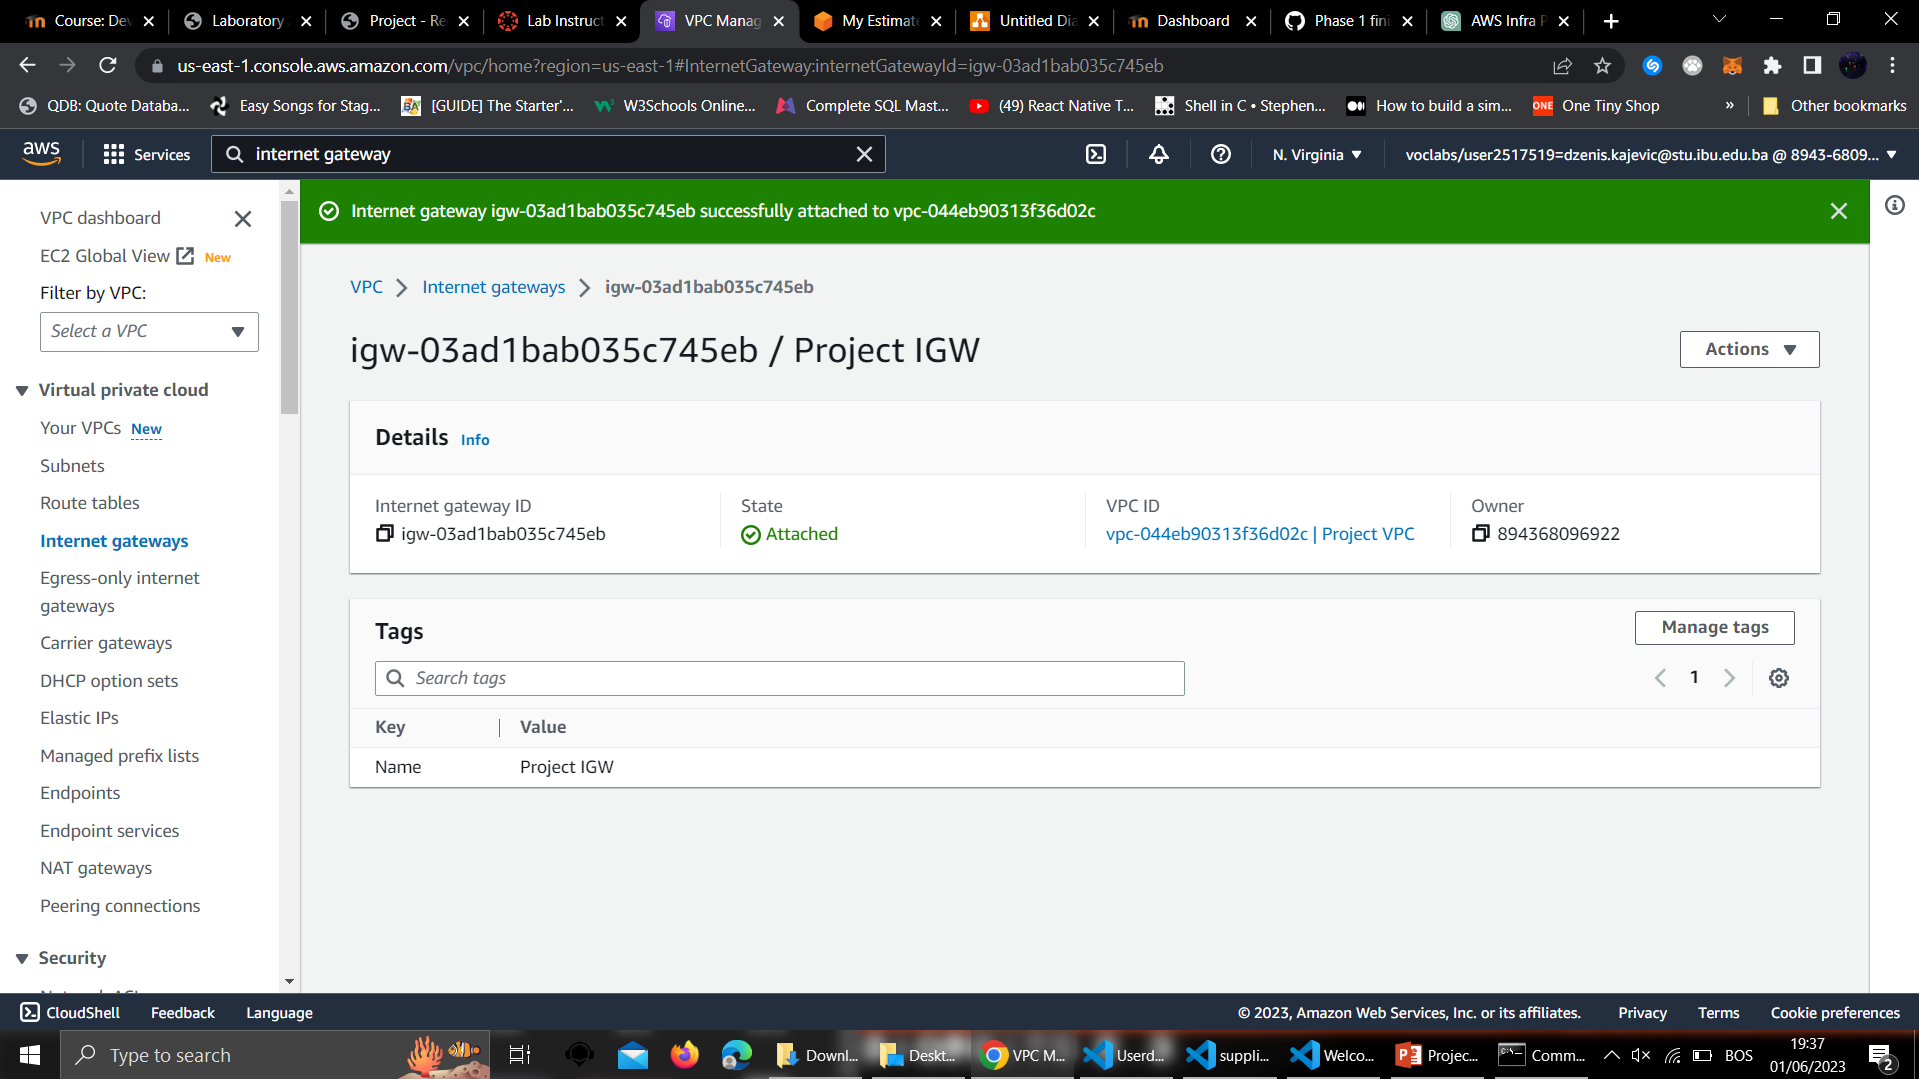 Course: Dev
Laboratory
Project - Re
Lab Instruct
VPC Manag
My Estimate
Untitled Dia
Dashboard
Phase 1 fini
AWS Infra P
us-east-1.console.aws.amazon.com/vpc/home?region=us-east-1#InternetGateway:internetGatewayId=igw-03ad1bab035c745eb
QDB: Quote Databa...
Easy Songs for Stag...
[GUIDE] The Starter'...
W3Schools Online...
Complete SQL Mast...
(49) React Native T...
Shell in C • Stephen...
How to build a sim...
ONE
One Tiny Shop
»
Other bookmarks
aws
Services
internet gateway
N. Virginia
voclabs/user2517519=dzenis.kajevic@stu.ibu.edu.ba @ 8943-6809...
VPC dashboard
EC2 Global View
New
Filter by VPC:
Select a VPC
Virtual private cloud
Your VPCs New
Subnets
Route tables
Internet gateways
Egress-only internet
gateways
Carrier gateways
DHCP option sets
Elastic IPs
Managed prefix lists
Endpoints
Endpoint services
NAT gateways
Peering connections
Security
Internet gateway igw-03ad1bab035c745eb successfully attached to vpc-044eb90313f36d02c
VPC
Internet gateways
igw-03ad1bab035c745eb
igw-03ad1bab035c745eb / Project IGW
Actions
Details Info
Internet gateway ID
igw-03ad1bab035c745eb
State
Attached
VPC ID
vpc-044eb90313f36d02c | Project VPC
Owner
894368096922
Tags
Manage tags
Search tags
1
Key
Value
Name
Project IGW
CloudShell
Feedback
Language
© 2023, Amazon Web Services, Inc. or its affiliates.
Privacy
Terms
Cookie preferences
Type to search
Downl...
Deskt...
VPC M...
Userd...
suppli...
Welco...
Projec...
Comm...
BOS
19:37
01/06/2023
2